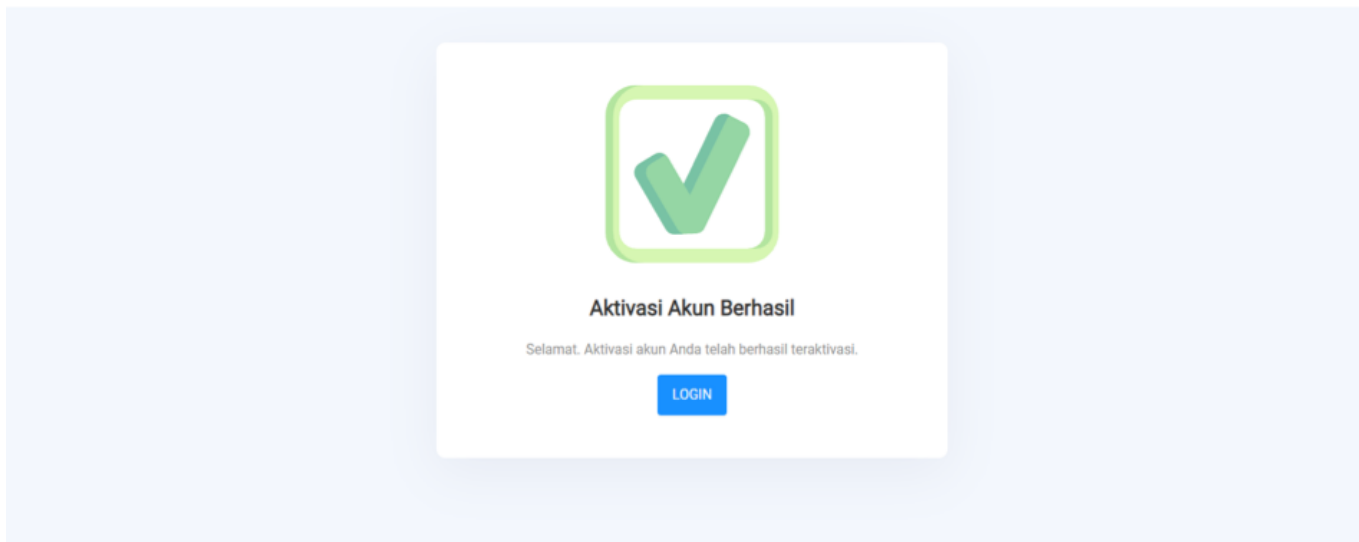 Aktivasi Akun Berhasil
Selamat. Aktivasi akun Anda telah berhasil teraktivasi.
LOGIN